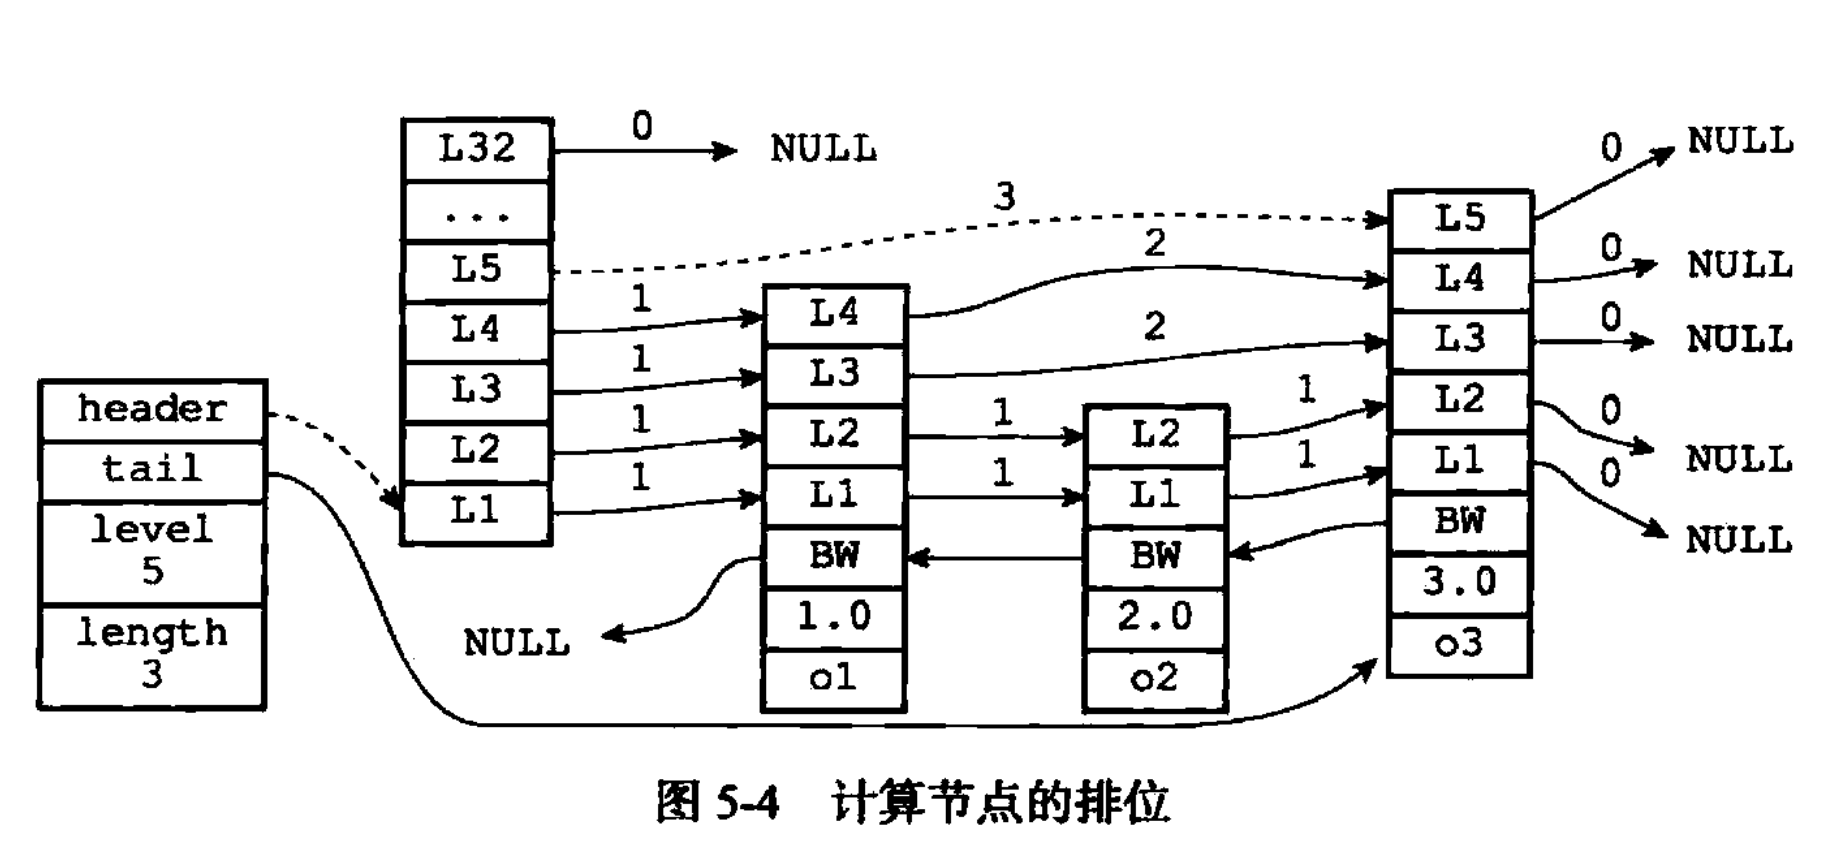 header
tail
level
5
length
3
L32
...
L5
L4
L3
L2
L1
0
NULL
3
1
1
1
1
L4
L3
L2
L1
BW
1.0
o1
NULL
2
2
1
1
L2
L1
BW
2.0
o2
1
1
L5
L4
L3
L2
L1
BW
3.0
o3
0
NULL
0
NULL
0
NULL
0
NULL
0
NULL
图 5-4 计算节点的排位